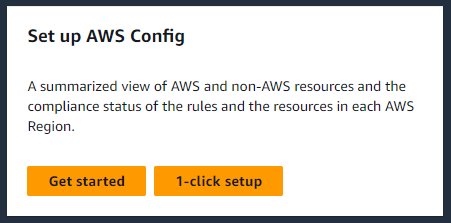 Set up AWS Config
A summarized view of AWS and non-AWS resources and the
compliance status of the rules and the resources in each AWS
Region.
Get started
1-click setup